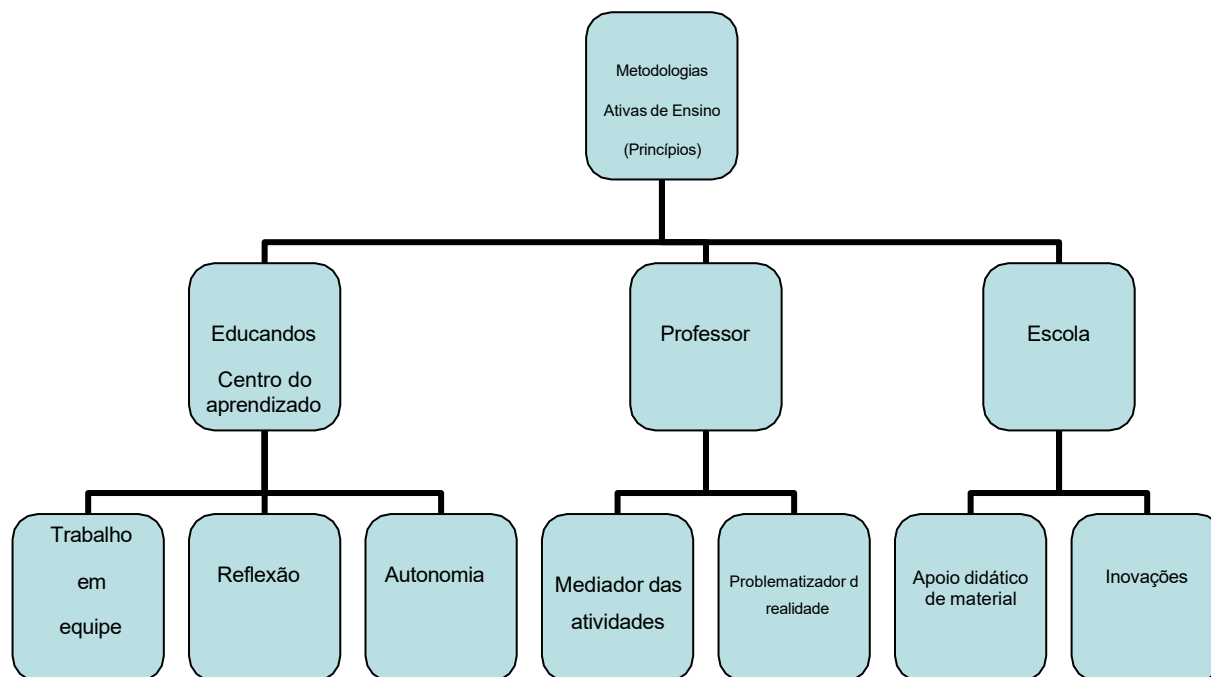 Metodologias
Ativas de Ensino
(Princípios)
Educandos
Centro do
aprendizado
Professor
Escola
Trabalho
em
equipe
Reflexão
Autonomia
Mediador das
atividades
Problematizador d
realidade
Apoio didático
de material
Inovações